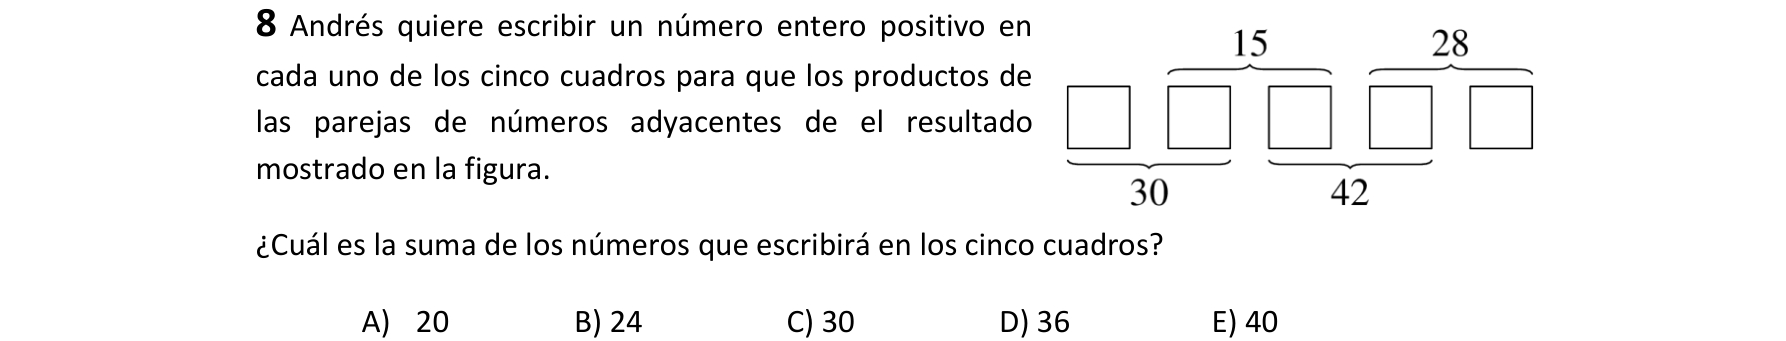 8 Andrés quiere escribir un número entero positivo en
cada uno de los cinco cuadros para que los productos de
las parejas de números adyacentes de el resultado
mostrado en la figura.
15 28
30 42
¿Cuál es la suma de los números que escribirá en los cinco cuadros?
A) 20 B) 24 C) 30 D) 36 E) 40